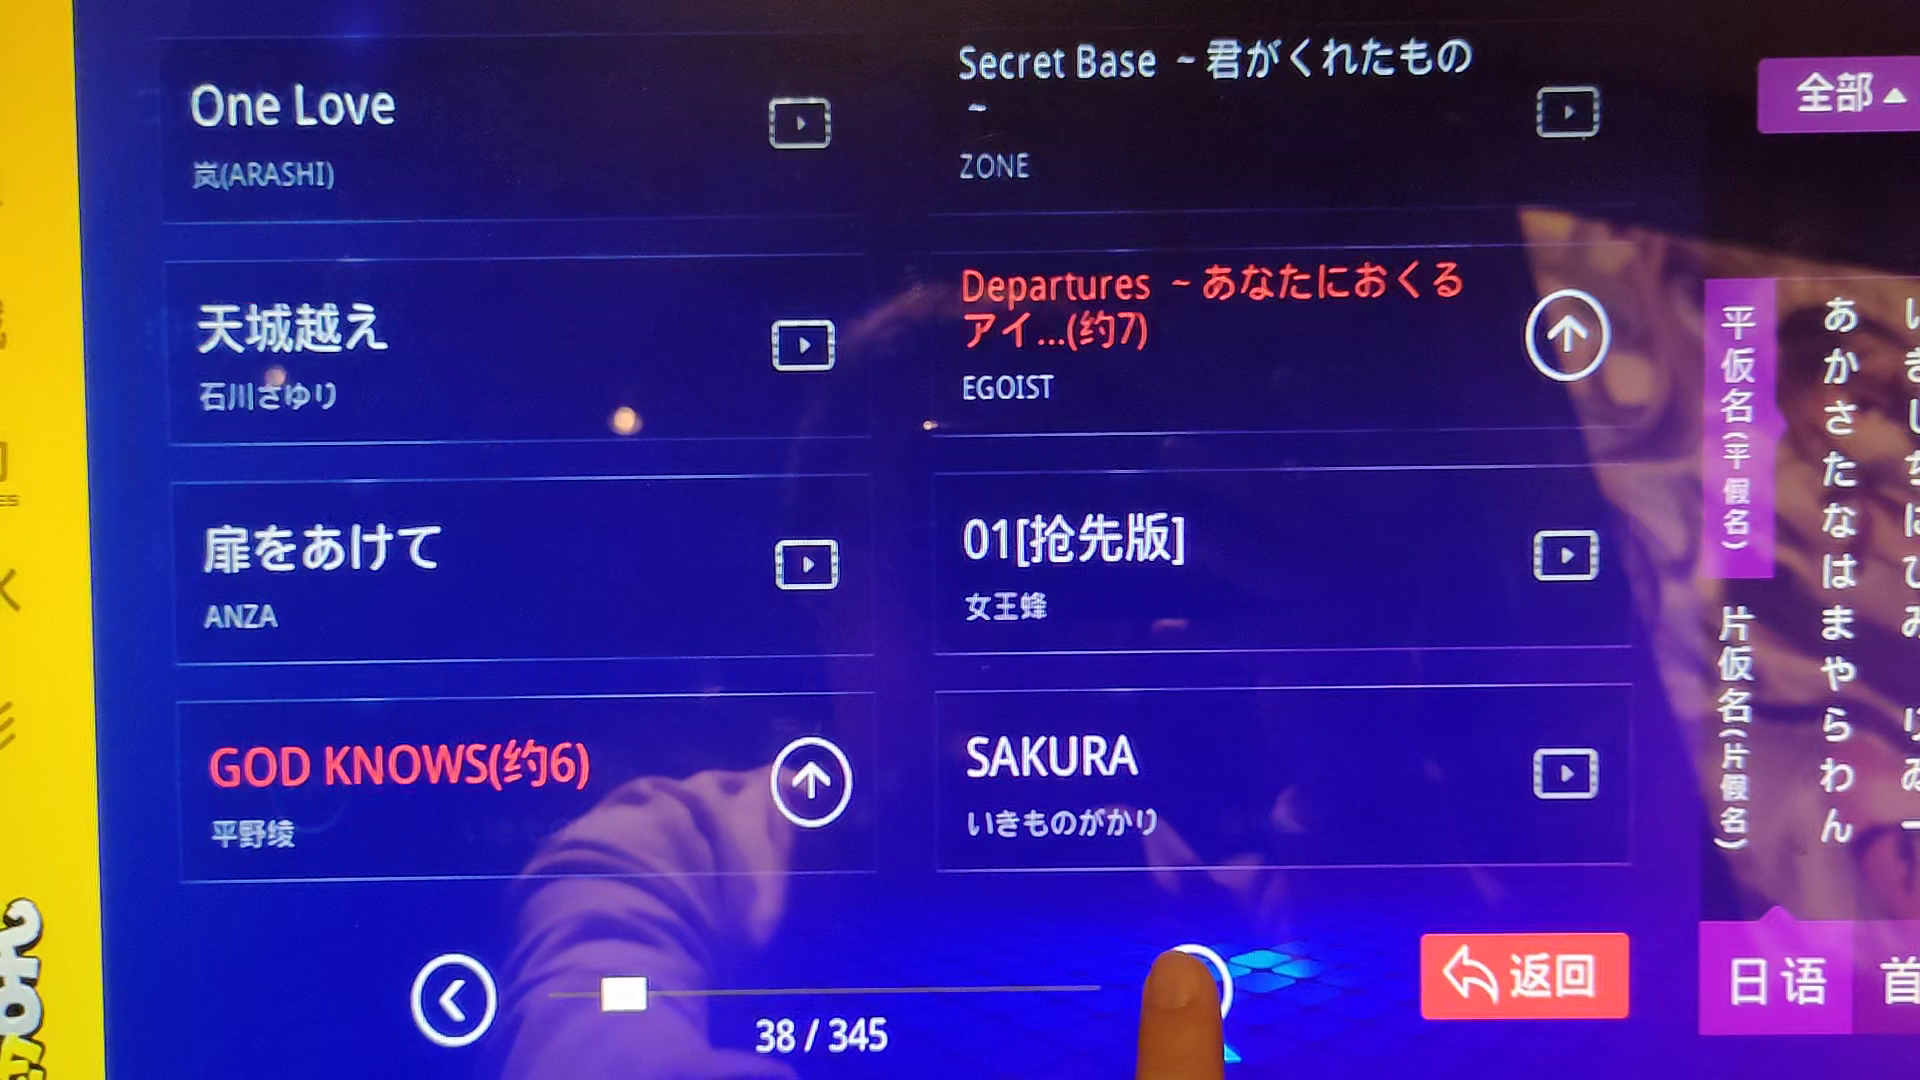 One Love
岚(ARASHI)
Secret Base ~君がくれたもの
~
ZONE
天城越え
石川さゆり
Departures ~あなたにおくる
アイ...(约7)
EGOIST
扉をあけて
ANZA
01[抢先版]
女王蜂
GOD KNOWS(约6)
平野绫
SAKURA
いきものがかり
38 / 345
返回
全部▲
平仮名(平假名)
片仮名(片假名)
あかさたなはまやらわん
日语
首